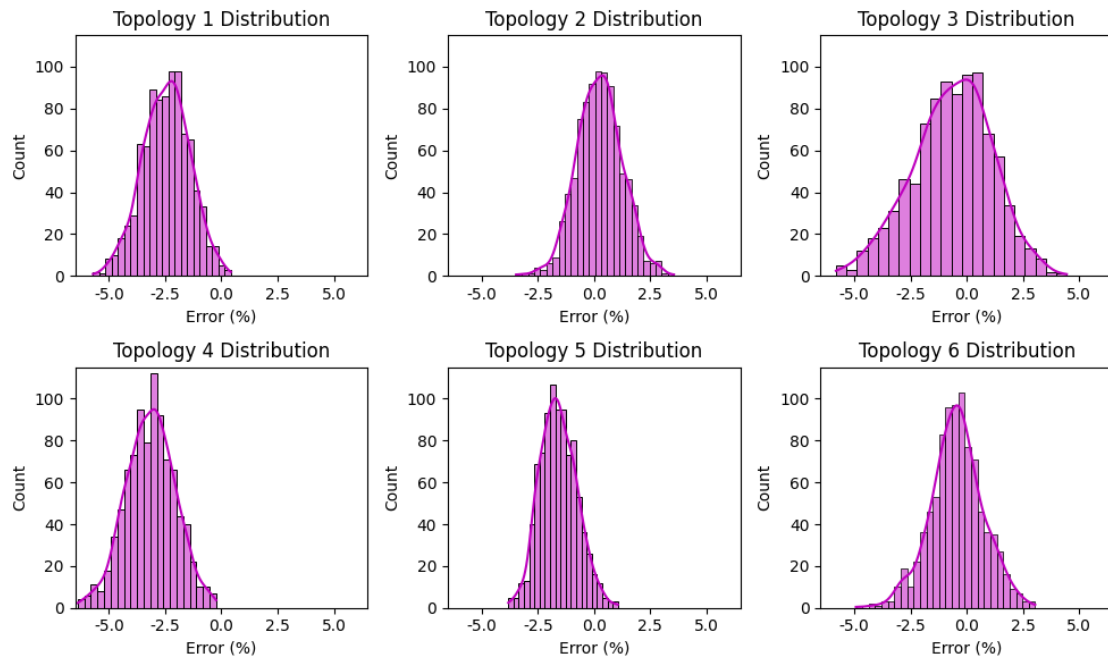 Topology 1 Distribution
Topology 2 Distribution
Topology 3 Distribution
100
80
60
40
20
0
Count
-5.0 -2.5 0.0 2.5 5.0
Error (%)
100
80
60
40
20
0
Count
-5.0 -2.5 0.0 2.5 5.0
Error (%)
100
80
60
40
20
0
Count
-5.0 -2.5 0.0 2.5 5.0
Error (%)
Topology 4 Distribution
Topology 5 Distribution
Topology 6 Distribution
100
80
60
40
20
0
Count
-5.0 -2.5 0.0 2.5 5.0
Error (%)
100
80
60
40
20
0
Count
-5.0 -2.5 0.0 2.5 5.0
Error (%)
100
80
60
40
20
0
Count
-5.0 -2.5 0.0 2.5 5.0
Error (%)